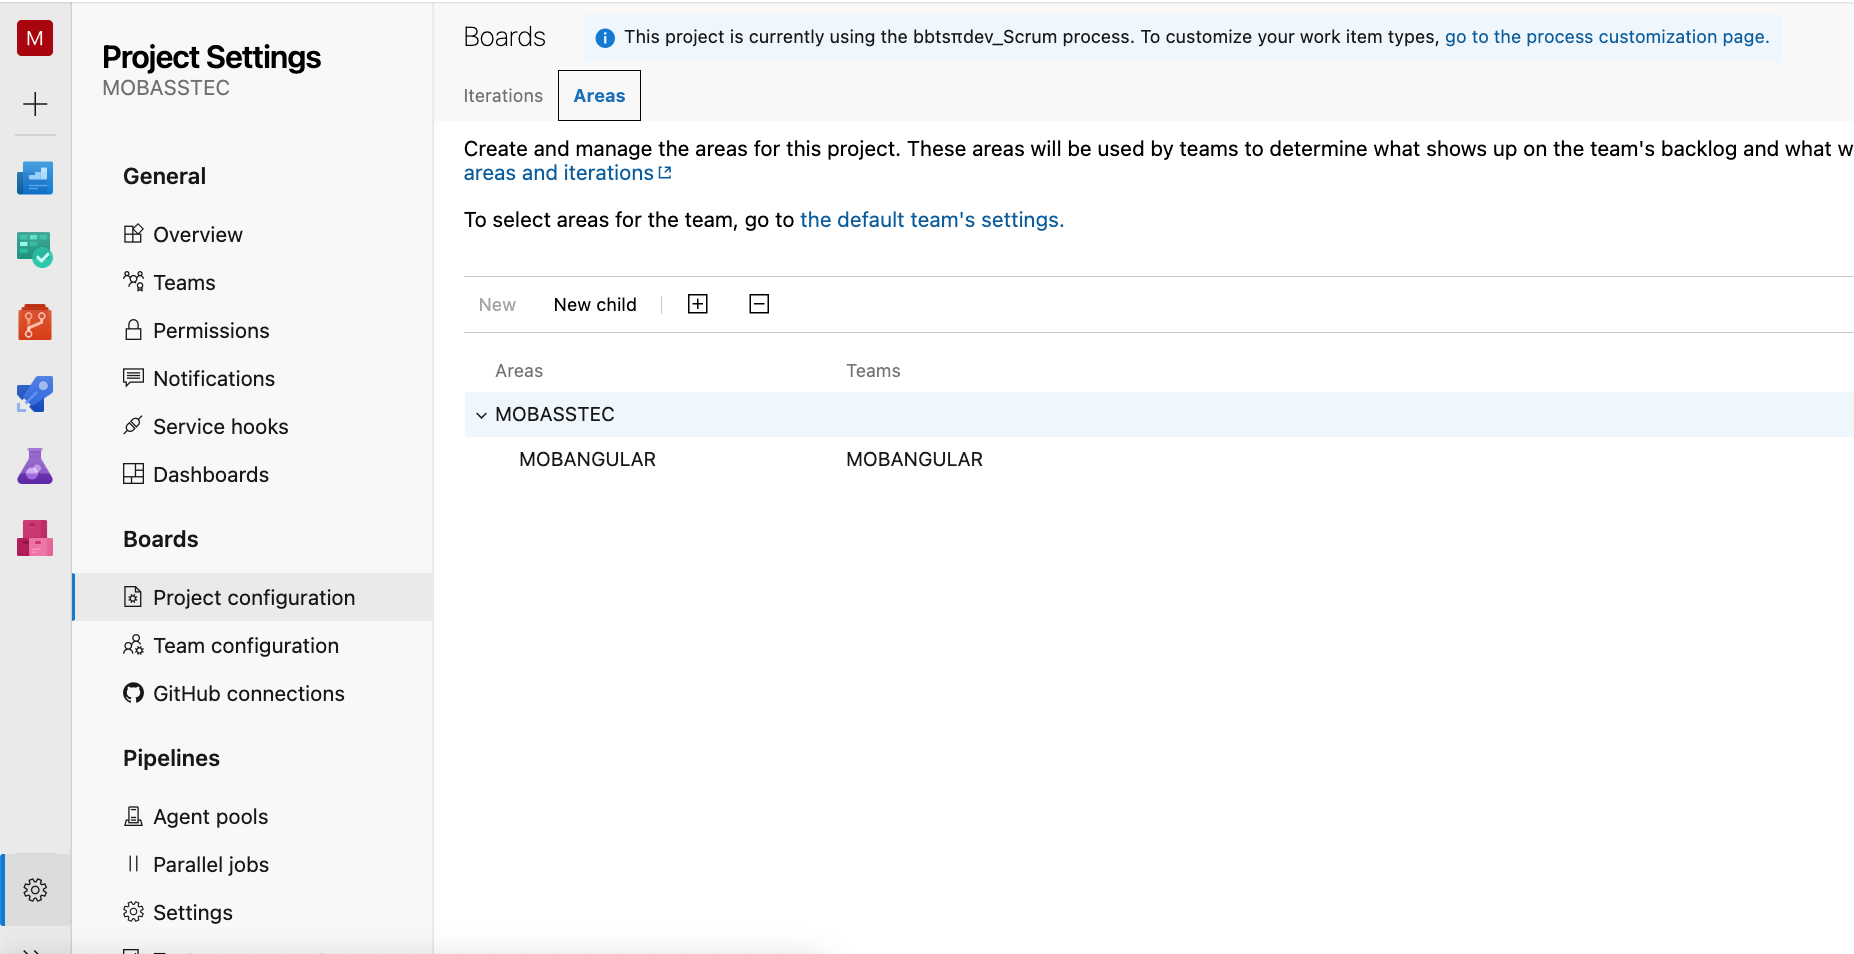 M
Project Settings
MOBASSTEC
General
Overview
Teams
Permissions
Notifications
Service hooks
Dashboards
Boards
Project configuration
Team configuration
GitHub connections
Pipelines
Agent pools
Parallel jobs
Settings
Boards
This project is currently using the bbtsπdev_Scrum process. To customize your work item types, go to the process customization page.
Iterations Areas
Create and manage the areas for this project. These areas will be used by teams to determine what shows up on the team's backlog and what w
areas and iterations
To select areas for the team, go to the default team's settings.
New New child
Areas Teams
MOBASSTEC
MOBANGULAR MOBANGULAR